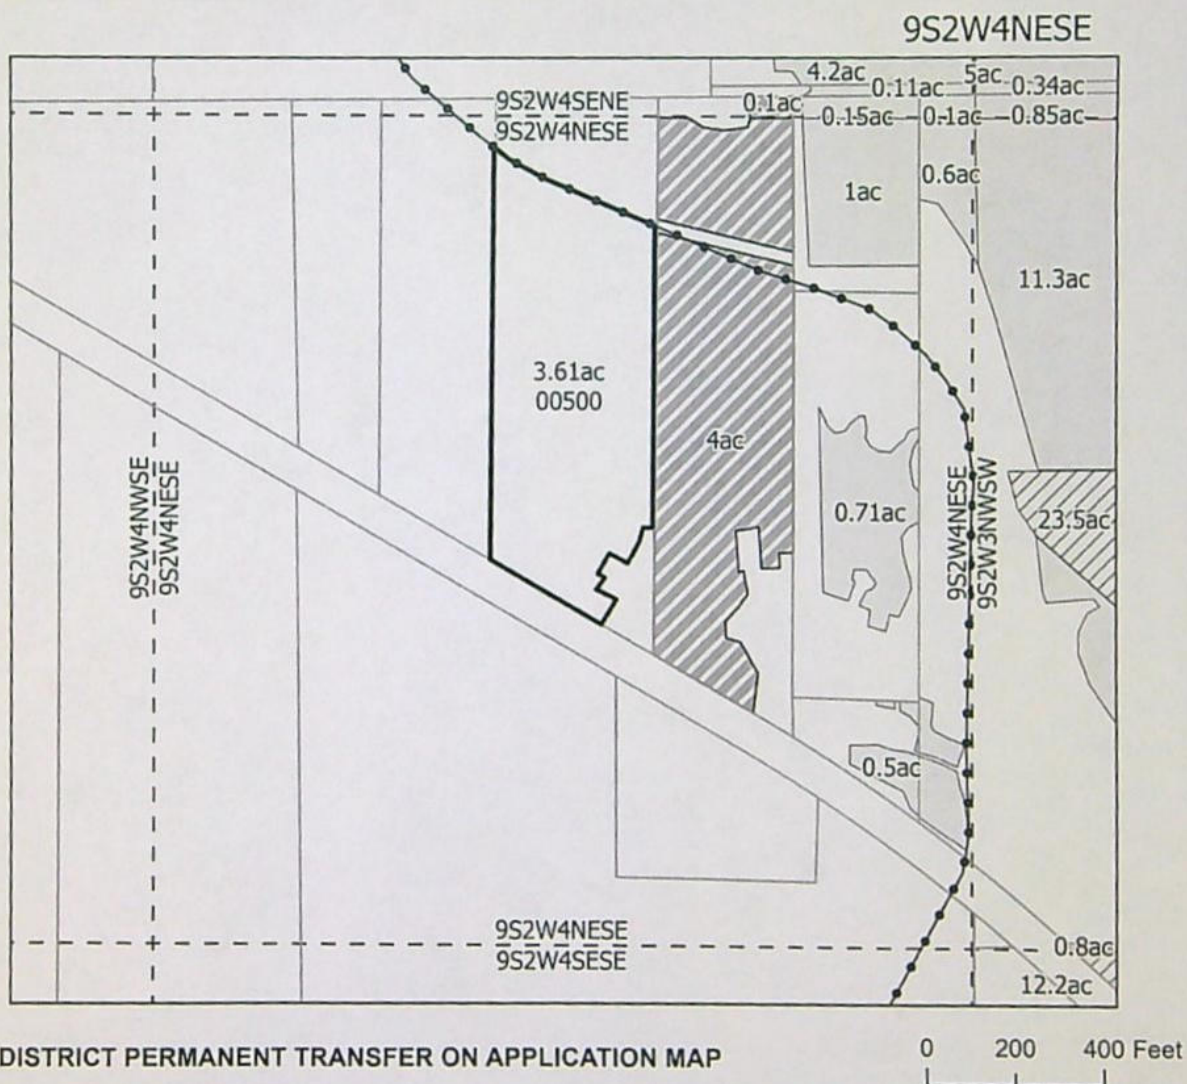 9S2W4NESE
4.2ac
5ac
0.11ac
0.34ac
9S2W4SENE
0.1ac
9S2W4NESE
0.15ac
0.1ac
0.85ac
0.6ac
1ac
11.3ac
3.61ac
00500
4ac
9S2W4NWSE
9S2W4NESE
0.71ac
9S2W4NESE
9S2W3NWSW
23.5ac
0.5ac
9S2W4NESE
9S2W4SESE
0.8ac
12.2ac
DISTRICT PERMANENT TRANSFER ON APPLICATION MAP
0 200 400 Feet